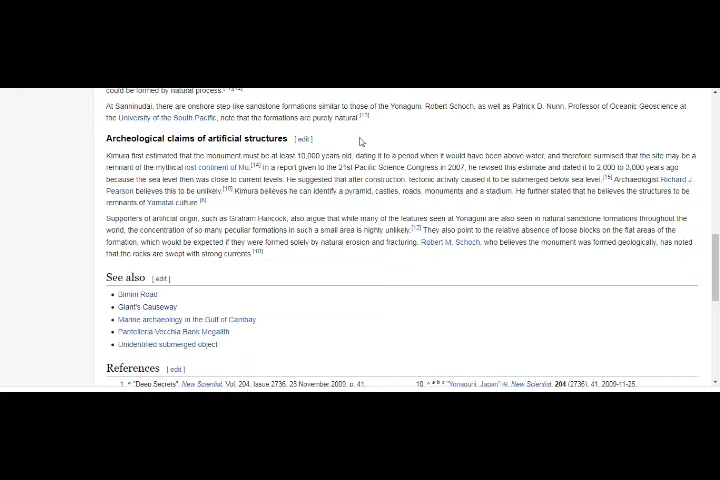 could be formed by natural process.
At Sanninudai, there are onshore step-like sandstone formations similar to those of the Yonaguni. Robert Schoch, as well as Patrick D. Nunn, Professor of Oceanic Geoscience at
the University of the South Pacific, note that the formations are purely natural.[13]
Archeological claims of artificial structures [ edit ]
Kimura first estimated that the monument must be at least 10,000 years old, dating it to a period when it would have been above water, and therefore surmised that the site may be a
remnant of the mythical lost continent of Mu.[14] In a report given to the 21st Pacific Science Congress in 2007, he revised this estimate and dated it to 2,000 to 3,000 years ago
because the sea level then was close to current levels. He suggested that after construction, tectonic activity caused it to be submerged below sea level.[15] Archaeologist Richard J.
Pearson believes this to be unlikely.[10] Kimura believes he can identify a pyramid, castles, roads, monuments and a stadium. He further stated that he believes the structures to be
remnants of Yamatai culture.[6]
Supporters of artificial origin, such as Graham Hancock, also argue that while many of the features seen at Yonaguni are also seen in natural sandstone formations throughout the
world, the concentration of so many peculiar formations in such a small area is highly unlikely.[12] They also point to the relative absence of loose blocks on the flat areas of the
formation, which would be expected if they were formed solely by natural erosion and fracturing. Robert M. Schoch, who believes the monument was formed geologically, has noted
that the rocks are swept with strong currents.[10]
See also [ edit ]
• Bimini Road
• Giant's Causeway
• Marine archaeology in the Gulf of Cambay
• Pantelleria Vecchia Bank Megalith
• Unidentified submerged object
References [ edit ]
1. ^ "Deep Secrets". New Scientist. Vol. 204, Issue 2736, 28 November 2009, p. 41.
10. ^ a b c "Yonaguni, Japan". New Scientist. 204 (2736). 41. 2009-11-25.